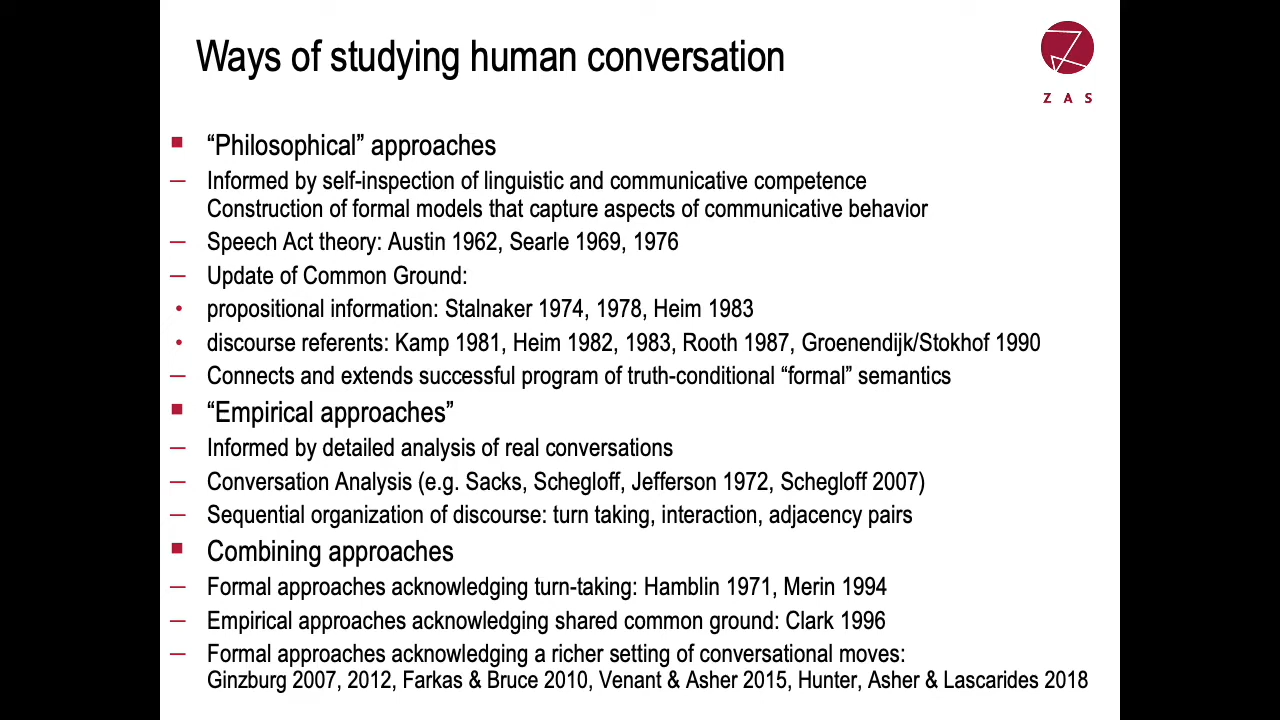 Ways of studying human conversation
Z A S
■ “Philosophical” approaches
– Informed by self-inspection of linguistic and communicative competence
Construction of formal models that capture aspects of communicative behavior
– Speech Act theory: Austin 1962, Searle 1969, 1976
– Update of Common Ground:
• propositional information: Stalnaker 1974, 1978, Heim 1983
• discourse referents: Kamp 1981, Heim 1982, 1983, Rooth 1987, Groenendijk/Stokhof 1990
– Connects and extends successful program of truth-conditional “formal” semantics
■ “Empirical approaches”
– Informed by detailed analysis of real conversations
– Conversation Analysis (e.g. Sacks, Schegloff, Jefferson 1972, Schegloff 2007)
– Sequential organization of discourse: turn taking, interaction, adjacency pairs
■ Combining approaches
– Formal approaches acknowledging turn-taking: Hamblin 1971, Merin 1994
– Empirical approaches acknowledging shared common ground: Clark 1996
– Formal approaches acknowledging a richer setting of conversational moves:
Ginzburg 2007, 2012, Farkas & Bruce 2010, Venant & Asher 2015, Hunter, Asher & Lascarides 2018